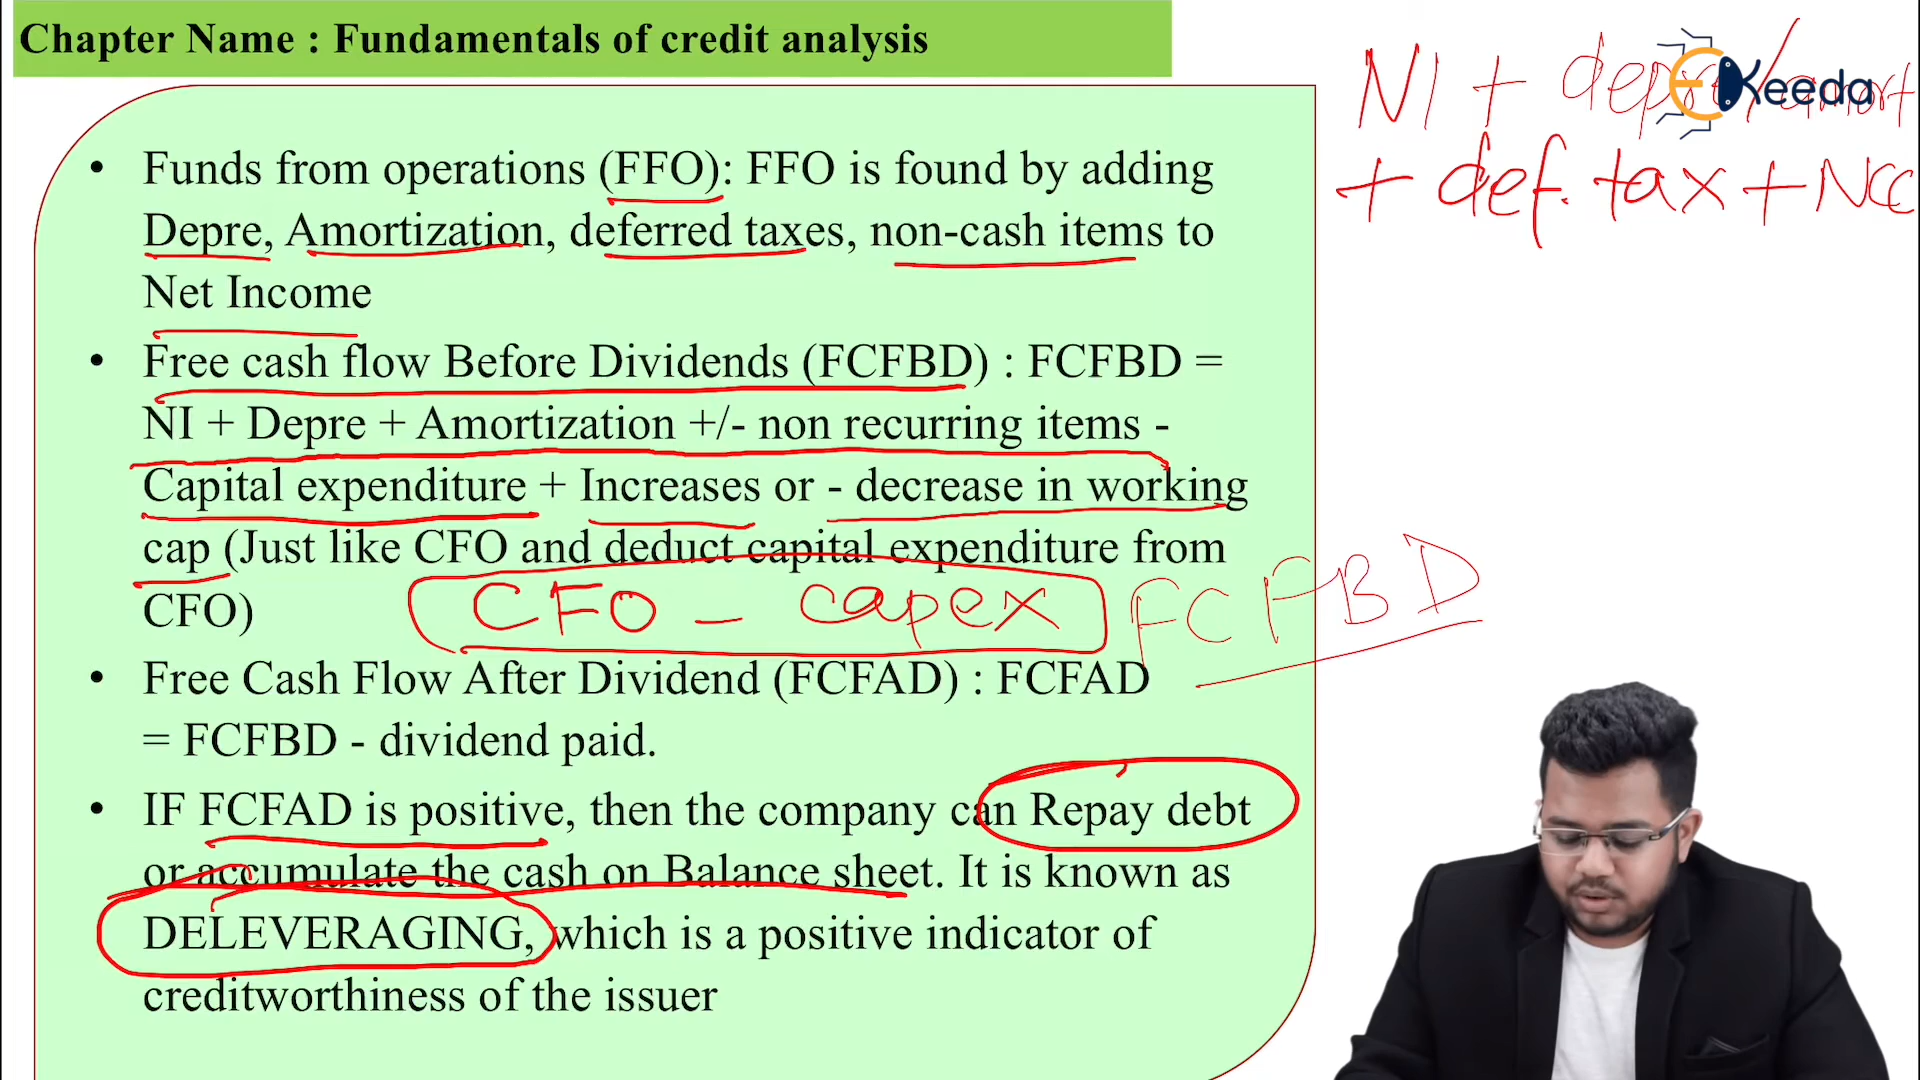 Chapter Name : Fundamentals of credit analysis
NI + depre/amort
+ def. tax + NCC
Keeda
• Funds from operations (FFO): FFO is found by adding
Depre, Amortization, deferred taxes, non-cash items to
Net Income
• Free cash flow Before Dividends (FCFBD) : FCFBD =
NI + Depre + Amortization +/- non recurring items -
Capital expenditure + Increases or - decrease in working
cap (Just like CFO and deduct capital expenditure from
CFO)
CFO - capex FCFBD
• Free Cash Flow After Dividend (FCFAD) : FCFAD
= FCFBD - dividend paid.
• IF FCFAD is positive, then the company can Repay debt
or accumulate the cash on Balance sheet. It is known as
DELEVERAGING, which is a positive indicator of
creditworthiness of the issuer